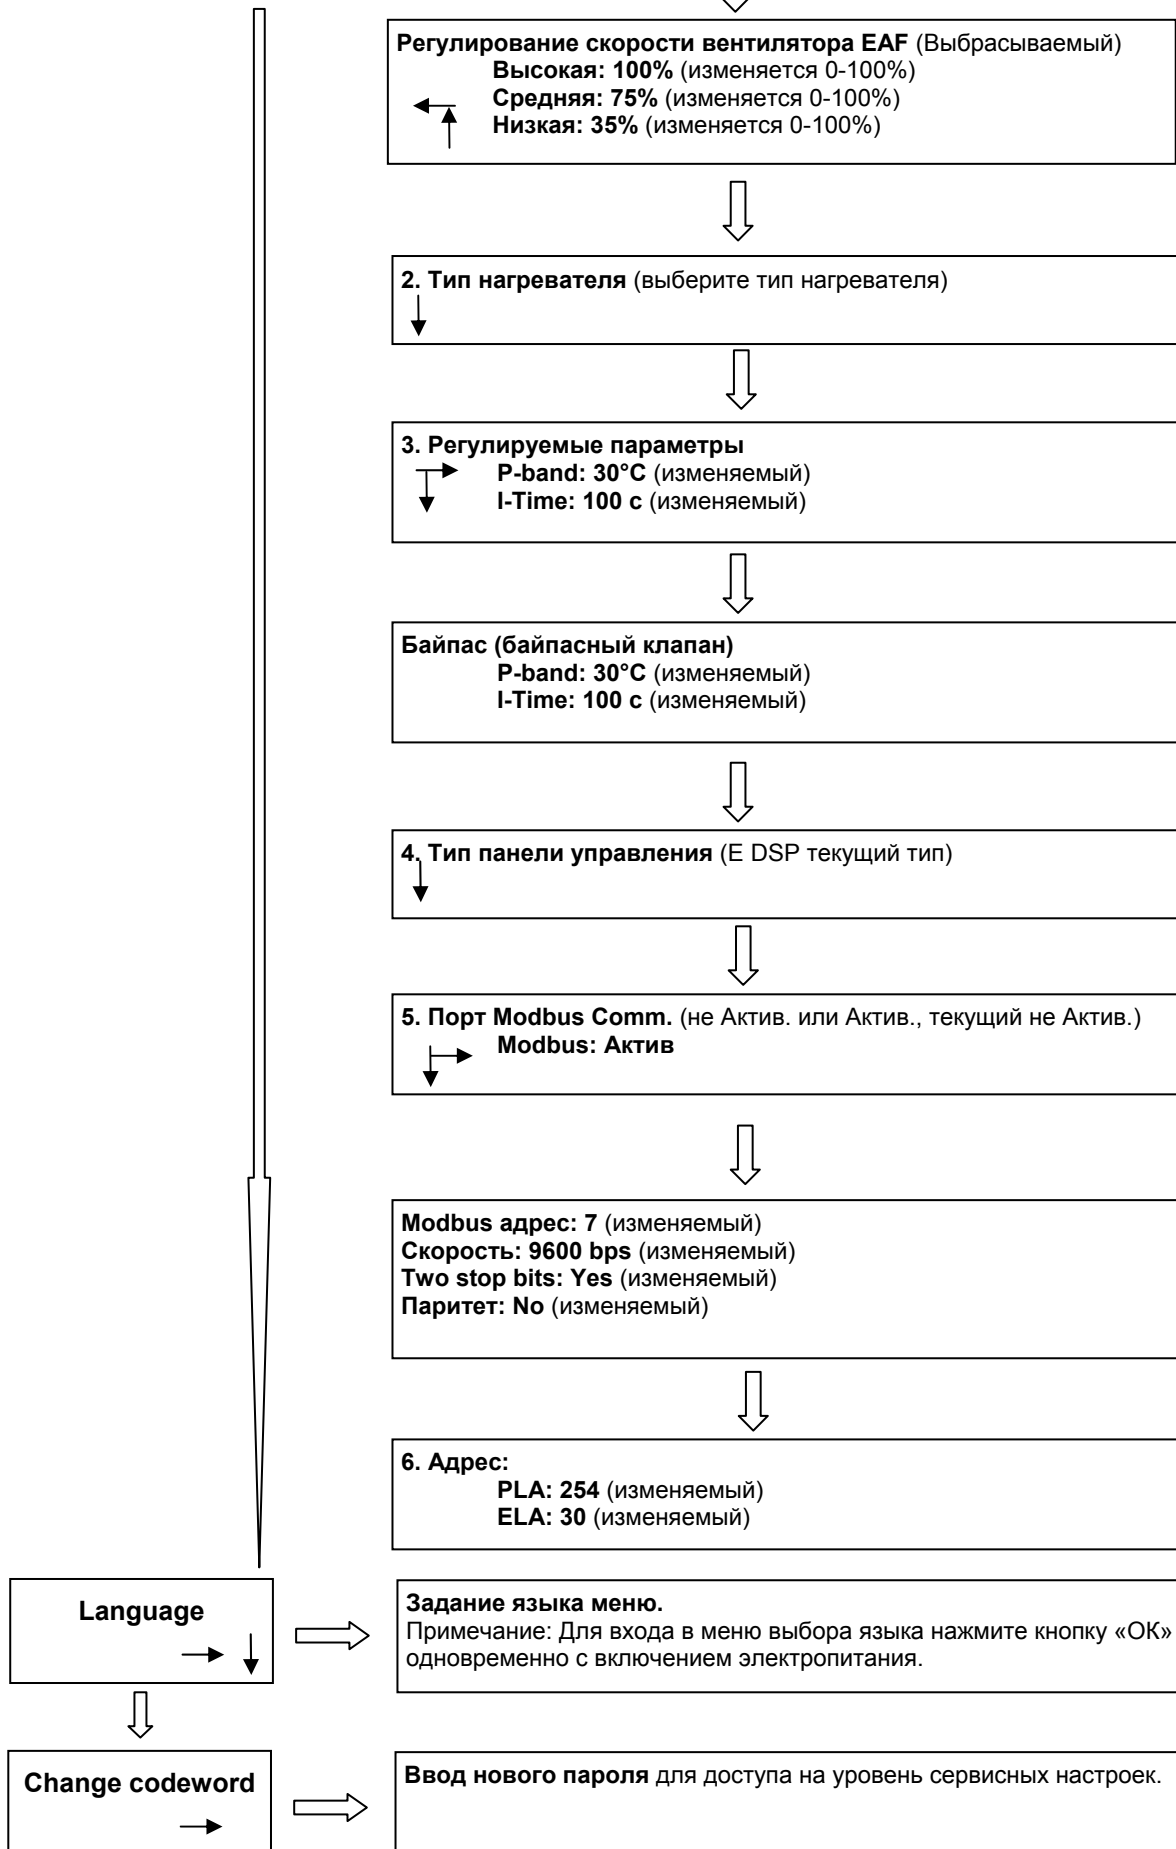 Регулирование скорости вентилятора EAF (Выбрасываемый)
Высокая: 100% (изменяется 0-100%)
Средняя: 75% (изменяется 0-100%)
Низкая: 35% (изменяется 0-100%)
2. Тип нагревателя (выберите тип нагревателя)
3. Регулируемые параметры
P-band: 30°C (изменяемый)
I-Time: 100 с (изменяемый)
Байпас (байпасный клапан)
P-band: 30°C (изменяемый)
I-Time: 100 с (изменяемый)
4. Тип панели управления (E DSP текущий тип)
5. Порт Modbus Comm. (не Актив. или Актив., текущий не Актив.)
Modbus: Актив
Modbus адрес: 7 (изменяемый)
Скорость: 9600 bps (изменяемый)
Two stop bits: Yes (изменяемый)
Паритет: No (изменяемый)
6. Адрес:
PLA: 254 (изменяемый)
ELA: 30 (изменяемый)
Language
Задание языка меню.
Примечание: Для входа в меню выбора языка нажмите кнопку «ОК»
одновременно с включением электропитания.
Change codeword
Ввод нового пароля для доступа на уровень сервисных настроек.